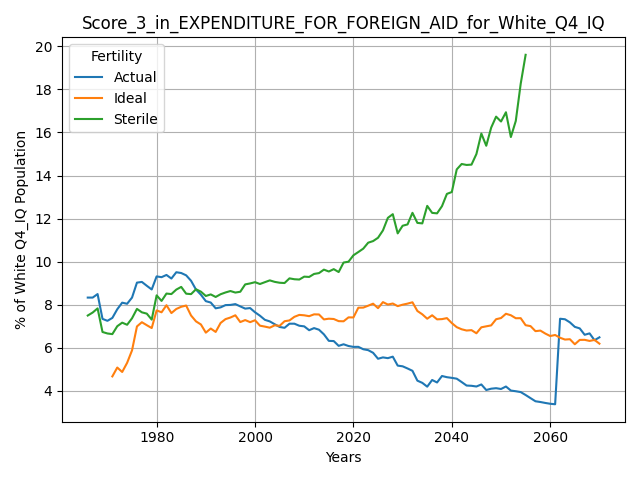 Score_3_in_EXPENDITURE_FOR_FOREIGN_AID_for_White_Q4_IQ
Fertility
Actual
Ideal
Sterile
% of White Q4_IQ Population
20
18
16
14
12
10
8
6
4
1980
2000
2020
2040
2060
Years